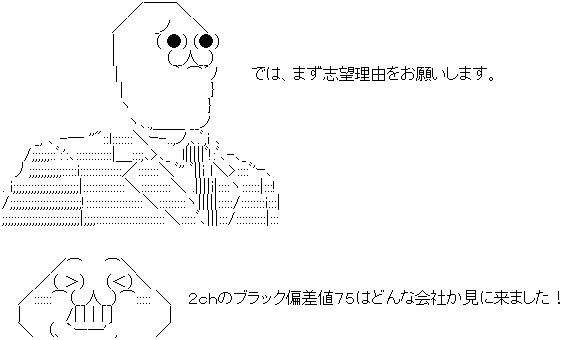 では、まず志望理由をお願いします。
2chのブラック偏差値75はどんな会社か見に来ました!